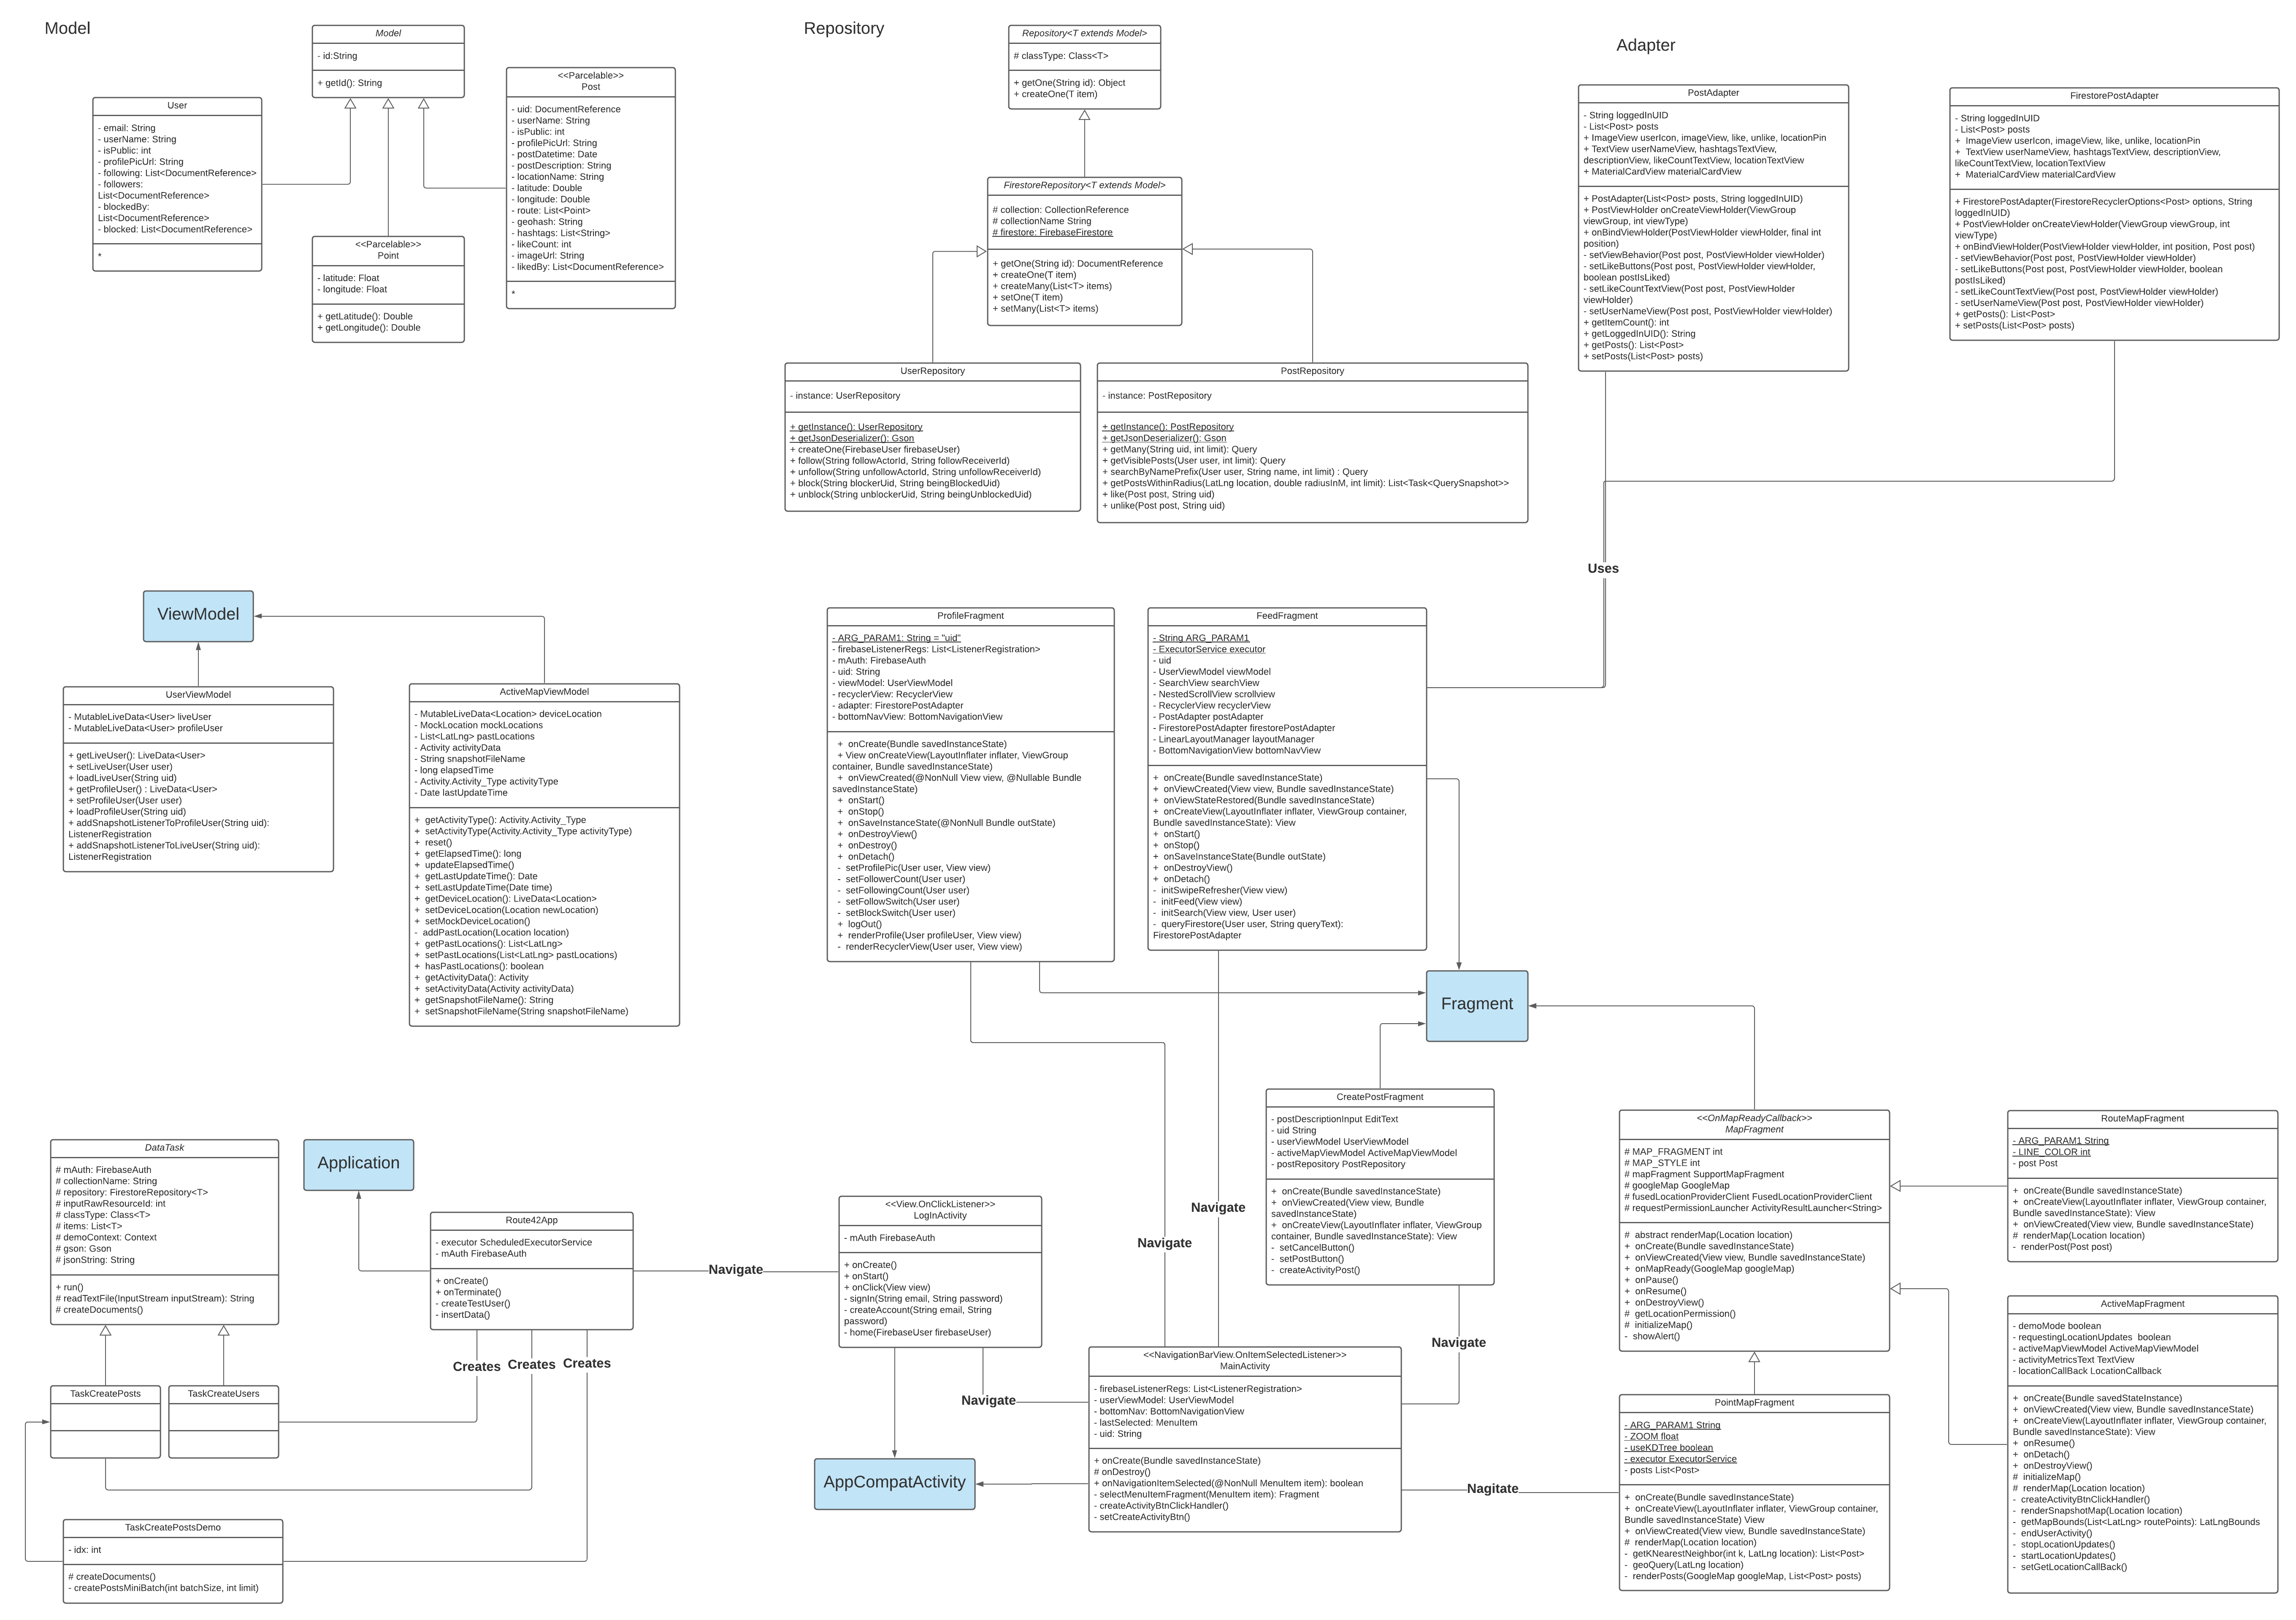 Model
Repository
Adapter
Model
- id:String
+ getId(): String
User
- email: String
- userName: String
- isPublic: int
- profilePicUrl: String
- following: List<DocumentReference>
- followers:
List<DocumentReference>
- blockedBy:
List<DocumentReference>
- blocked: List<DocumentReference>
*
<<Parcelable>>
Point
- latitude: Float
- longitude: Float
+ getLatitude(): Double
+ getLongitude(): Double
<<Parcelable>>
Post
- uid: DocumentReference
- userName: String
- isPublic: int
- profilePicUrl: String
- postDatetime: Date
- postDescription: String
- locationName: String
- latitude: Double
- longitude: Double
- route: List<Point>
- geohash: String
- hashtags: List<String>
- likeCount: int
- imageUrl: String
- likedBy: List<DocumentReference>
*
Repository<T extends Model>
# classType: Class<T>
+ getOne(String id): Object
+ createOne(T item)
FirestoreRepository<T extends Model>
# collection: CollectionReference
# collectionName String
# firestore: FirebaseFirestore
+ getOne(String id): DocumentReference
+ createOne(T item)
+ createMany(List<T> items)
+ setOne(T item)
+ setMany(List<T> items)
UserRepository
- instance: UserRepository
+ getInstance(): UserRepository
+ getJsonDeserializer(): Gson
+ createOne(FirebaseUser firebaseUser)
+ follow(String followActorId, String followReceiverId)
+ unfollow(String unfollowActorId, String unfollowReceiverId)
+ block(String blockerUid, String beingBlockedUid)
+ unblock(String unblockerUid, String beingUnblockedUid)
PostRepository
- instance: PostRepository
+ getInstance(): PostRepository
+ getJsonDeserializer(): Gson
+ getMany(String uid, int limit): Query
+ getVisiblePosts(User user, int limit): Query
+ searchByNamePrefix(User user, String name, int limit) : Query
+ getPostsWithinRadius(LatLng location, double radiusInM, int limit): List<Task<QuerySnapshot>>
+ like(Post post, String uid)
+ unlike(Post post, String uid)
PostAdapter
- String loggedInUID
- List<Post> posts
+ ImageView userIcon, imageView, like, unlike, locationPin
+ TextView userNameView, hashtagsTextView,
descriptionView, likeCountTextView, locationTextView
+ MaterialCardView materialCardView
+ PostAdapter(List<Post> posts, String loggedInUID)
+ PostViewHolder onCreateViewHolder(ViewGroup
viewGroup, int viewType)
+ onBindViewHolder(PostViewHolder viewHolder, final int
position)
- setViewBehavior(Post post, PostViewHolder viewHolder)
- setLikeButtons(Post post, PostViewHolder viewHolder,
boolean postIsLiked)
- setLikeCountTextView(Post post, PostViewHolder
viewHolder)
- setUserNameView(Post post, PostViewHolder viewHolder)
+ getItemCount(): int
+ getLoggedInUID(): String
+ getPosts(): List<Post>
+ setPosts(List<Post> posts)
FirestorePostAdapter
- String loggedInUID
- List<Post> posts
+ ImageView userIcon, imageView, like, unlike, locationPin
+ TextView userNameView, hashtagsTextView, descriptionView,
likeCountTextView, locationTextView
+ MaterialCardView materialCardView
+ FirestorePostAdapter(FirestoreRecyclerOptions<Post> options, String
loggedInUID)
+ PostViewHolder onCreateViewHolder(ViewGroup viewGroup, int
viewType)
+ onBindViewHolder(PostViewHolder viewHolder, int position, Post post)
- setViewBehavior(Post post, PostViewHolder viewHolder)
- setLikeButtons(Post post, PostViewHolder viewHolder, boolean
postIsLiked)
- setLikeCountTextView(Post post, PostViewHolder viewHolder)
- setUserNameView(Post post, PostViewHolder viewHolder)
+ getPosts(): List<Post>
+ setPosts(List<Post> posts)
Uses
ViewModel
UserViewModel
- MutableLiveData<User> liveUser
- MutableLiveData<User> profileUser
+ getLiveUser(): LiveData<User>
+ setLiveUser(User user)
+ loadLiveUser(String uid)
+ getProfileUser() : LiveData<User>
+ setProfileUser(User user)
+ loadProfileUser(String uid)
+ addSnapshotListenerToProfileUser(String uid):
ListenerRegistration
+ addSnapshotListenerToLiveUser(String uid):
ListenerRegistration
ActiveMapViewModel
- MutableLiveData<Location> deviceLocation
- MockLocation mockLocations
- List<LatLng> pastLocations
- Activity activityData
- String snapshotFileName
- long elapsedTime
- Activity.Activity_Type activityType
- Date lastUpdateTime
+ getActivityType(): Activity.Activity_Type
+ setActivityType(Activity.Activity_Type activityType)
+ reset()
+ getElapsedTime(): long
+ updateElapsedTime()
+ getLastUpdateTime(): Date
+ setLastUpdateTime(Date time)
+ getDeviceLocation(): LiveData<Location>
+ setDeviceLocation(Location newLocation)
+ setMockDeviceLocation()
- addPastLocation(Location location)
+ getPastLocations(): List<LatLng>
+ setPastLocations(List<LatLng> pastLocations)
+ hasPastLocations(): boolean
+ getActivityData(): Activity
+ setActivityData(Activity activityData)
+ getSnapshotFileName(): String
+ setSnapshotFileName(String snapshotFileName)
ProfileFragment
- ARG_PARAM1: String = "uid"
- firebaseListenerRegs: List<ListenerRegistration>
- mAuth: FirebaseAuth
- uid: String
- viewModel: UserViewModel
- recyclerView: RecyclerView
- adapter: FirestorePostAdapter
- bottomNavView: BottomNavigationView
+ onCreate(Bundle savedInstanceState)
+ View onCreateView(LayoutInflater inflater, ViewGroup
container, Bundle savedInstanceState)
+ onViewCreated(@NonNull View view, @Nullable Bundle
savedInstanceState)
+ onStart()
+ onStop()
+ onSaveInstanceState(@NonNull Bundle outState)
+ onDestroyView()
+ onDestroy()
+ onDetach()
- setProfilePic(User user, View view)
- setFollowerCount(User user)
- setFollowingCount(User user)
- setFollowSwitch(User user)
- setBlockSwitch(User user)
+ logOut()
+ renderProfile(User profileUser, View view)
- renderRecyclerView(User user, View view)
FeedFragment
- String ARG_PARAM1
- ExecutorService executor
- uid
- UserViewModel viewModel
- SearchView searchView
- NestedScrollView scrollview
- RecyclerView recyclerView
- PostAdapter postAdapter
- FirestorePostAdapter firestorePostAdapter
- LinearLayoutManager layoutManager
- BottomNavigationView bottomNavView
+ onCreate(Bundle savedInstanceState)
+ onViewCreated(View view, Bundle savedInstanceState)
+ onViewStateRestored(Bundle savedInstanceState)
+ onCreateView(LayoutInflater inflater, ViewGroup container,
Bundle savedInstanceState): View
+ onStart()
+ onStop()
+ onSaveInstanceState(Bundle outState)
+ onDestroyView()
+ onDetach()
- initSwipeRefresher(View view)
- initFeed(View view)
- initSearch(View view, User user)
- queryFirestore(User user, String queryText):
FirestorePostAdapter
Fragment
CreatePostFragment
- postDescriptionInput EditText
- uid String
- userViewModel UserViewModel
- activeMapViewModel ActiveMapViewModel
- postRepository PostRepository
+ onCreate(Bundle savedInstanceState)
+ onViewCreated(View view, Bundle
savedInstanceState)
+ onCreateView(LayoutInflater inflater, ViewGroup
container, Bundle savedInstanceState): View
- setCancelButton()
- setPostButton()
- createActivityPost()
<<OnMapReadyCallback>>
MapFragment
# MAP_FRAGMENT int
# MAP_STYLE int
# mapFragment SupportMapFragment
# googleMap GoogleMap
# fusedLocationProviderClient FusedLocationProviderClient
# requestPermissionLauncher ActivityResultLauncher<String>
# abstract renderMap(Location location)
+ onCreate(Bundle savedInstanceState)
+ onViewCreated(View view, Bundle savedInstanceState)
+ onMapReady(GoogleMap googleMap)
+ onPause()
+ onResume()
+ onDestroyView()
# getLocationPermission()
# initializeMap()
- showAlert()
RouteMapFragment
- ARG_PARAM1 String
- LINE_COLOR int
- post Post
+ onCreate(Bundle savedInstanceState)
+ onCreateView(LayoutInflater inflater, ViewGroup container,
Bundle savedInstanceState): View
+ onViewCreated(View view, Bundle savedInstanceState)
# renderMap(Location location)
- renderPost(Post post)
ActiveMapFragment
- demoMode boolean
- requestingLocationUpdates boolean
- activeMapViewModel ActiveMapViewModel
- activityMetricsText TextView
- locationCallBack LocationCallback
+ onCreate(Bundle savedStateInstance)
+ onViewCreated(View view, Bundle savedInstanceState)
+ onCreateView(LayoutInflater inflater, ViewGroup container,
Bundle savedInstanceState): View
+ onResume()
+ onDetach()
+ onDestroyView()
# initializeMap()
# renderMap(Location location)
- createActivityBtnClickHandler()
- renderSnapshotMap(Location location)
- getMapBounds(List<LatLng> routePoints): LatLngBounds
- endUserActivity()
- stopLocationUpdates()
- startLocationUpdates()
- setGetLocationCallBack()
PointMapFragment
- ARG_PARAM1 String
- ZOOM float
- useKDTree boolean
- executor ExecutorService
- posts List<Post>
+ onCreate(Bundle savedInstanceState)
+ onCreateView(LayoutInflater inflater, ViewGroup container,
Bundle savedInstanceState) View
+ onViewCreated(View view, Bundle savedInstanceState)
# renderMap(Location location)
- getKNearestNeighbor(int k, LatLng location): List<Post>
- geoQuery(LatLng location)
- renderPosts(GoogleMap googleMap, List<Post> posts)
DataTask
# mAuth: FirebaseAuth
# collectionName: String
# repository: FirestoreRepository<T>
# inputRawResourceId: int
# classType: Class<T>
# items: List<T>
# demoContext: Context
# gson: Gson
# jsonString: String
+ run()
# readTextFile(InputStream inputStream): String
# createDocuments()
Application
Route42App
- executor ScheduledExecutorService
- mAuth FirebaseAuth
+ onCreate()
+ onTerminate()
- createTestUser()
- insertData()
Navigate
<<View.OnClickListener>>
LogInActivity
- mAuth FirebaseAuth
+ onCreate()
+ onStart()
+ onClick(View view)
- signIn(String email, String password)
- createAccount(String email, String
password)
- home(FirebaseUser firebaseUser)
Navigate
Navigate
Navigate
Creates
Creates
Creates
TaskCreatePosts
TaskCreateUsers
TaskCreatePostsDemo
- idx: int
# createDocuments()
- createPostsMiniBatch(int batchSize, int limit)
Navigate
AppCompatActivity
<<NavigationBarView.OnItemSelectedListener>>
MainActivity
- firebaseListenerRegs: List<ListenerRegistration>
- userViewModel: UserViewModel
- bottomNav: BottomNavigationView
- lastSelected: MenuItem
- uid: String
+ onCreate(Bundle savedInstanceState)
# onDestroy()
+ onNavigationItemSelected(@NonNull MenuItem item): boolean
- selectMenuItemFragment(MenuItem item): Fragment
- createActivityBtnClickHandler()
- setCreateActivityBtn()
Nagitate